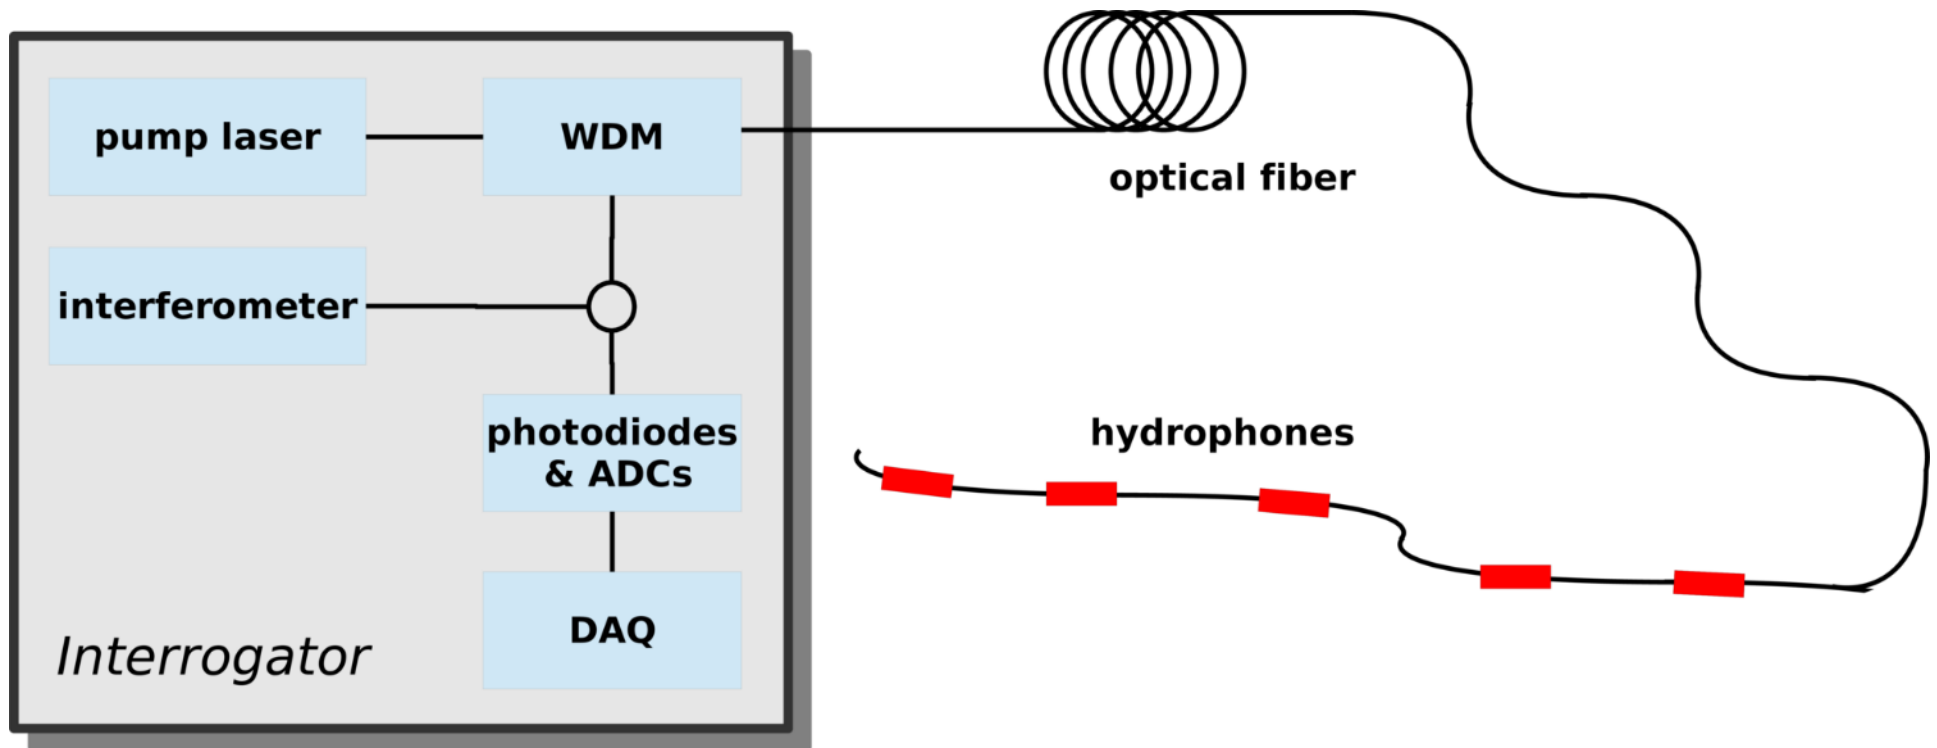 pump laser
WDM
optical fiber
interferometer
photodiodes
& ADCs
hydrophones
DAQ
Interrogator